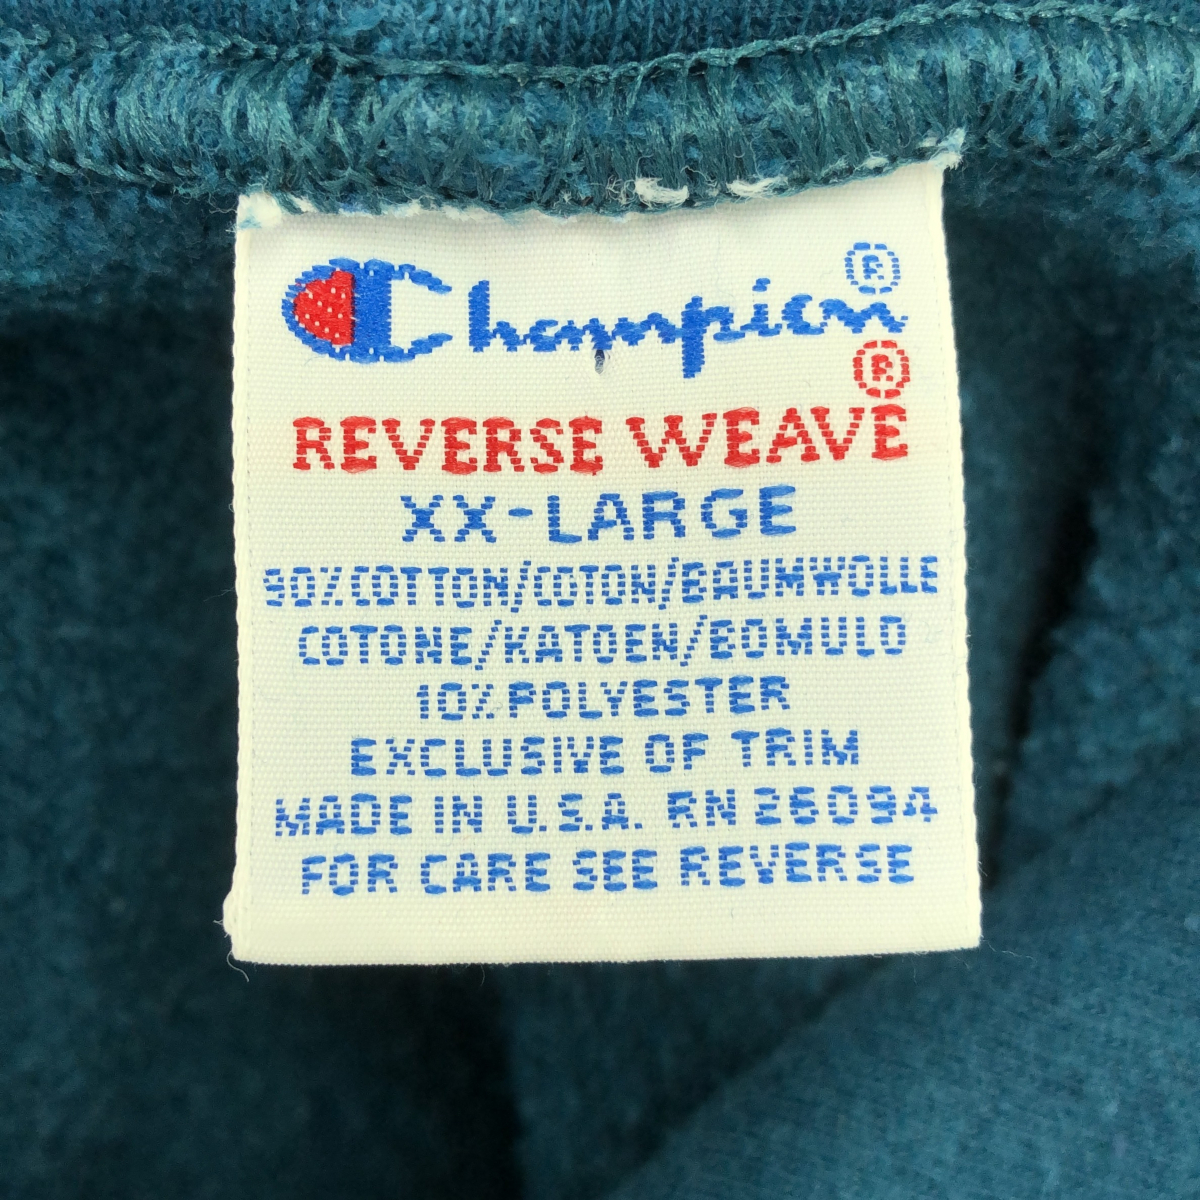 Champion®
REVERSE WEAVE®
XX-LARGE
90% COTTON/COTON/BAUMWOLLE
COTONE/KATOEN/BOMULD
10% POLYESTER
EXCLUSIVE OF TRIM
MADE IN U.S.A. RN 26094
FOR CARE SEE REVERSE